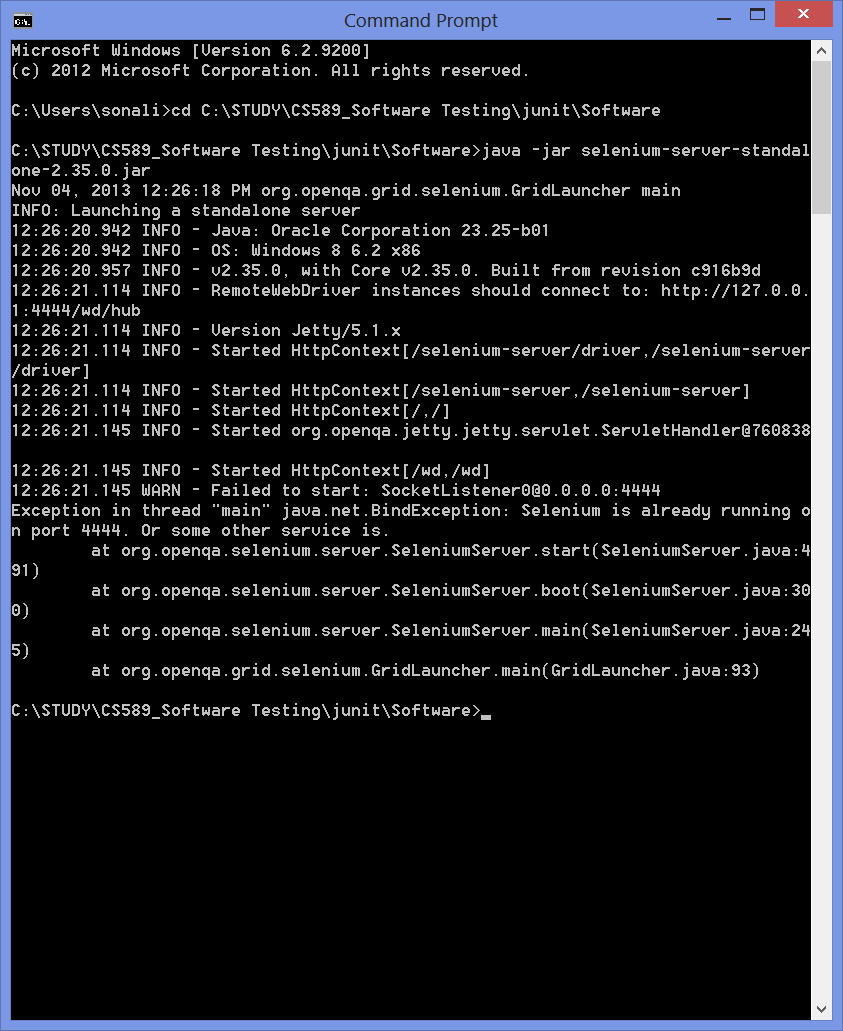 Command Prompt
Microsoft Windows [Version 6.2.9200]
(c) 2012 Microsoft Corporation. All rights reserved.
C:\Users\sonali>cd C:\STUDY\CS589_Software Testing\junit\Software
C:\STUDY\CS589_Software Testing\junit\Software>java -jar selenium-server-standal
one-2.35.0.jar
Nov 04, 2013 12:26:18 PM org.openqa.grid.selenium.GridLauncher main
INFO: Launching a standalone server
12:26:20.942 INFO - Java: Oracle Corporation 23.25-b01
12:26:20.942 INFO - OS: Windows 8 6.2 x86
12:26:20.957 INFO - v2.35.0, with Core v2.35.0. Built from revision c916b9d
12:26:21.114 INFO - RemoteWebDriver instances should connect to: http://127.0.0.
1:4444/wd/hub
12:26:21.114 INFO - Version Jetty/5.1.x
12:26:21.114 INFO - Started HttpContext[/selenium-server/driver,/selenium-server
/driver]
12:26:21.114 INFO - Started HttpContext[/selenium-server,/selenium-server]
12:26:21.114 INFO - Started HttpContext[/,/]
12:26:21.145 INFO - Started org.openqa.jetty.jetty.servlet.ServletHandler@760838
12:26:21.145 INFO - Started HttpContext[/wd,/wd]
12:26:21.145 WARN - Failed to start: SocketListener0@0.0.0.0:4444
Exception in thread "main" java.net.BindException: Selenium is already running o
n port 4444. Or some other service is.
at org.openqa.selenium.server.SeleniumServer.start(SeleniumServer.java:4
91)
at org.openqa.selenium.server.SeleniumServer.boot(SeleniumServer.java:30
0)
at org.openqa.selenium.server.SeleniumServer.main(SeleniumServer.java:24
5)
at org.openqa.grid.selenium.GridLauncher.main(GridLauncher.java:93)
C:\STUDY\CS589_Software Testing\junit\Software>